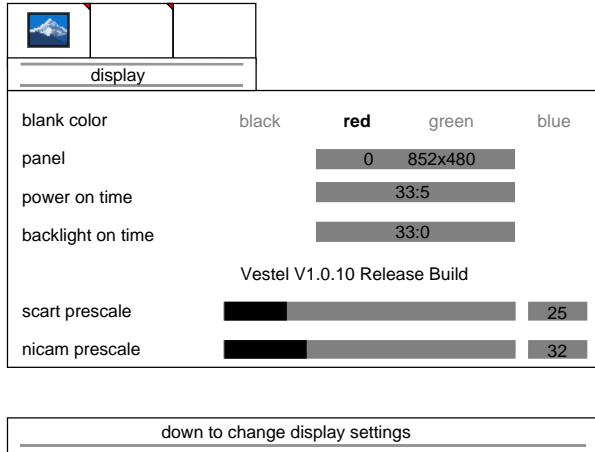 display
blank color black red green blue
panel 0 852x480
power on time 33:5
backlight on time 33:0
Vestel V1.0.10 Release Build
scart prescale 25
nicam prescale 32
down to change display settings